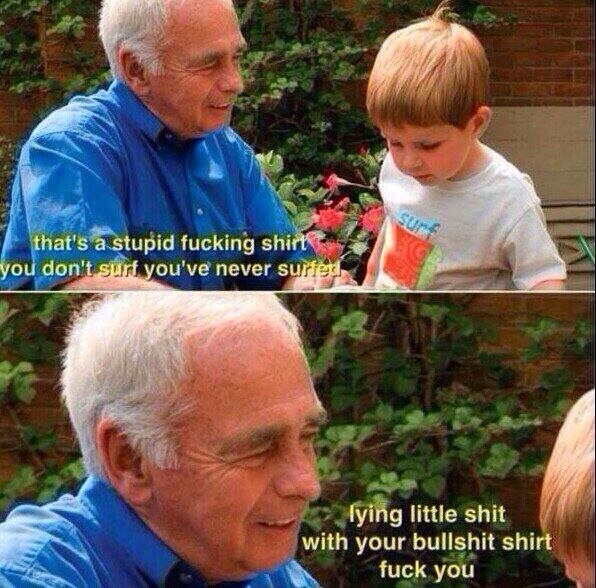 surf
that's a stupid fucking shirt
you don't surf you've never surfed
lying little shit
with your bullshit shirt
fuck you